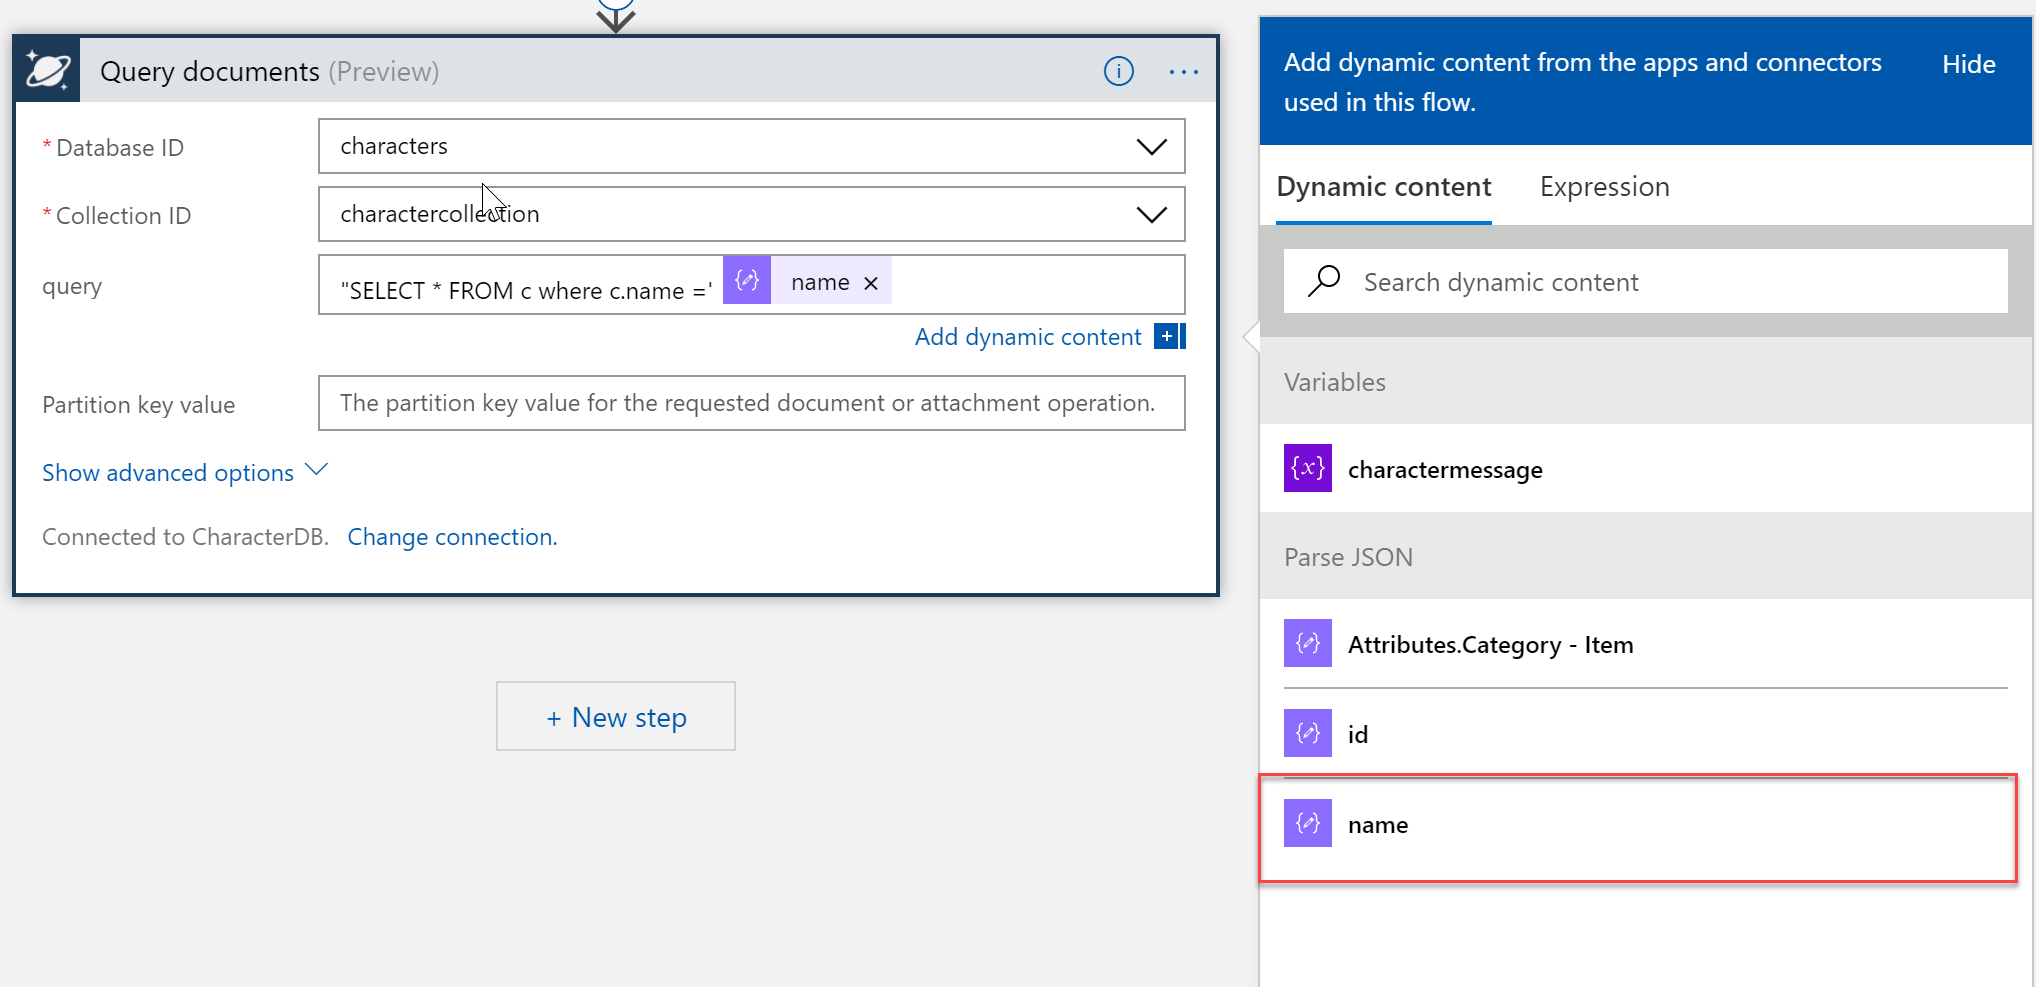 Query documents (Preview)
* Database ID
characters
* Collection ID
charactercollection
query
"SELECT * FROM c where c.name =' name ×
Add dynamic content
Partition key value
The partition key value for the requested document or attachment operation.
Show advanced options
Connected to CharacterDB. Change connection.
+ New step
Add dynamic content from the apps and connectors
used in this flow.
Hide
Dynamic content
Expression
Search dynamic content
Variables
{x} charactermessage
Parse JSON
Attributes.Category - Item
id
name